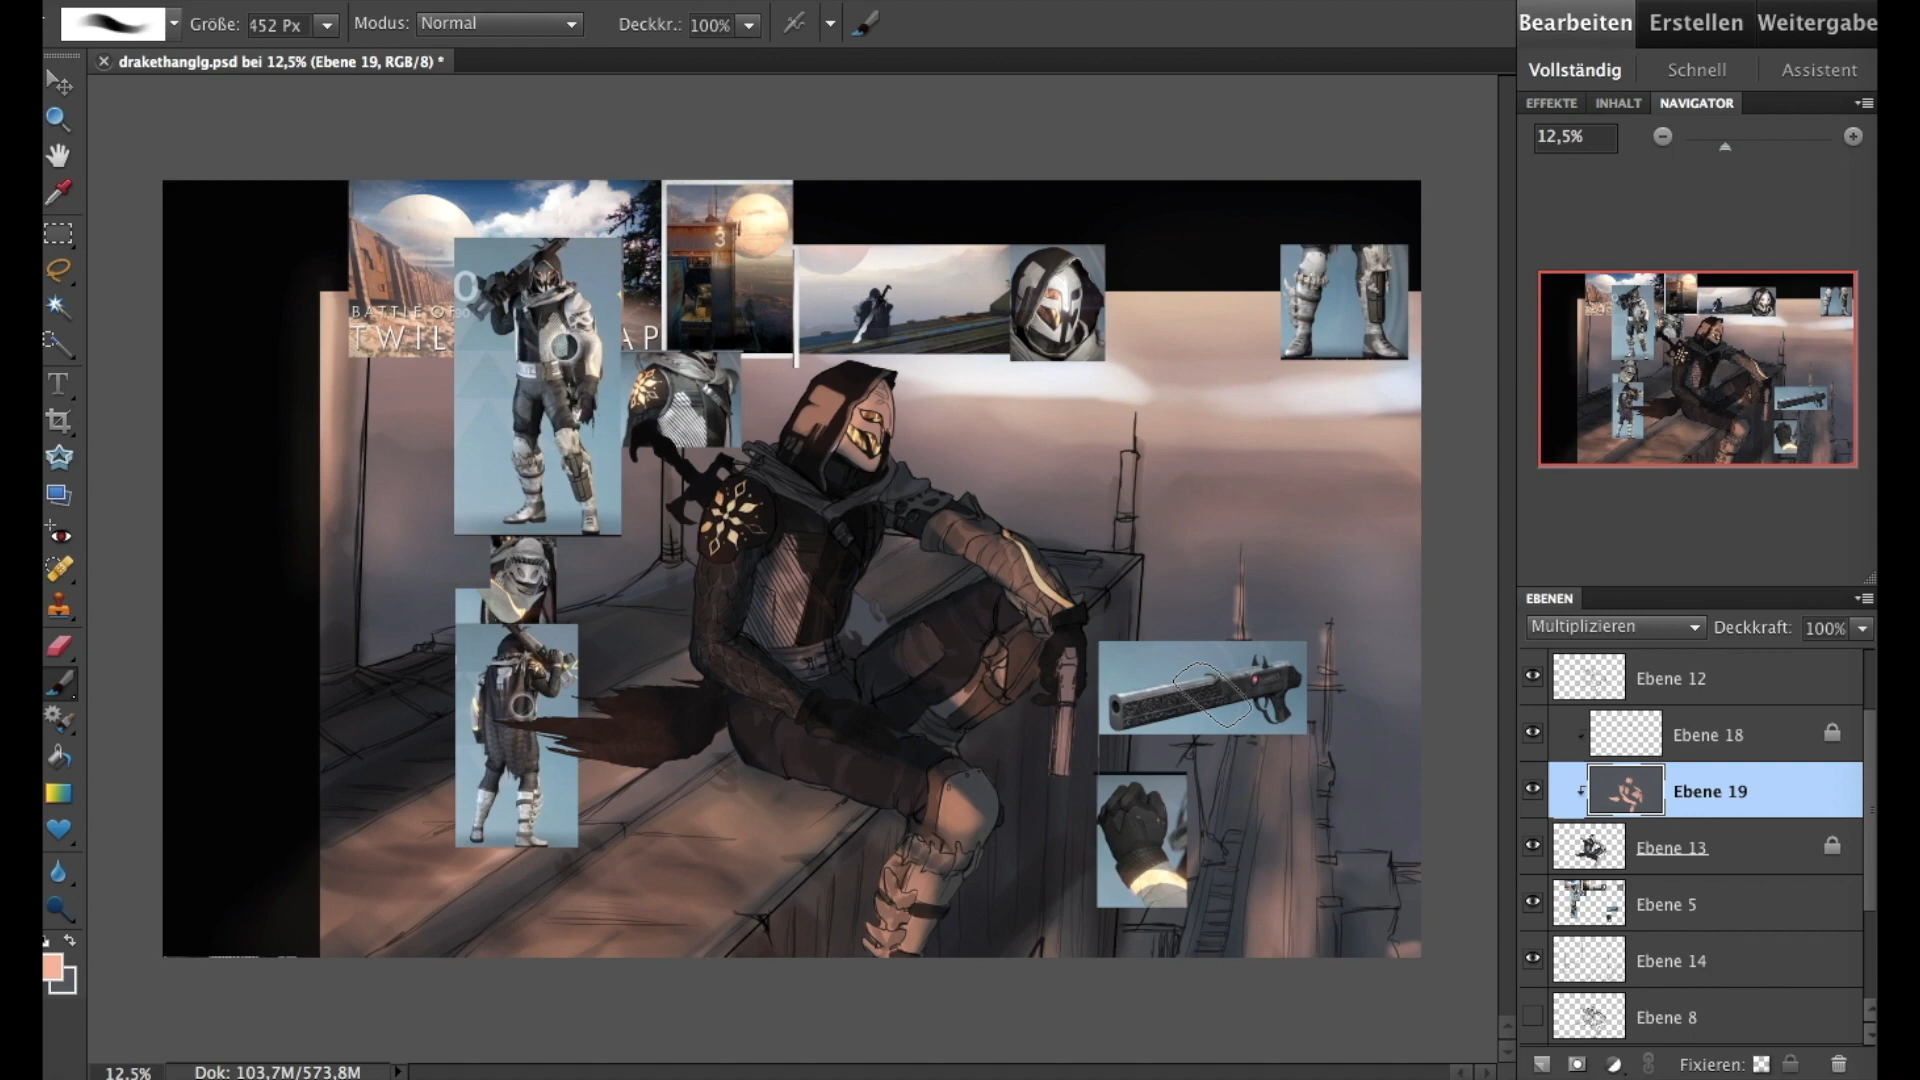 Größe: 452 Px Modus: Normal Deckkr.: 100%
Bearbeiten Erstellen Weitergabe
drakethanglg.psd bei 12,5% (Ebene 19, RGB/8) *
Vollständig Schnell Assistent
EFFEKTE INHALT NAVIGATOR
12,5%
3
BATTLE OF
TWIL AP
EBENEN
Multiplizieren Deckkraft: 100%
Ebene 12
Ebene 18
Ebene 19
Ebene 13
Ebene 5
Ebene 14
Ebene 8
Fixieren:
12.5% Dok: 103,7M/573,8M